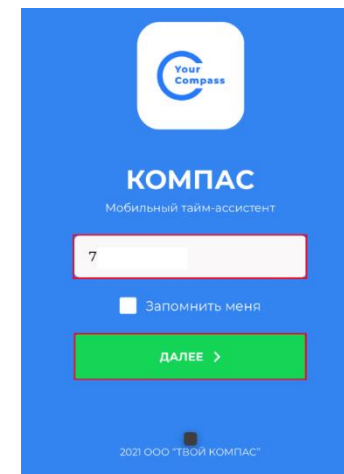 Your
Compass
КОМПАС
Мобильный тайм-ассистент
7
Запомнить меня
ДАЛЕЕ >
2021 ООО "ТВОЙ КОМПАС"